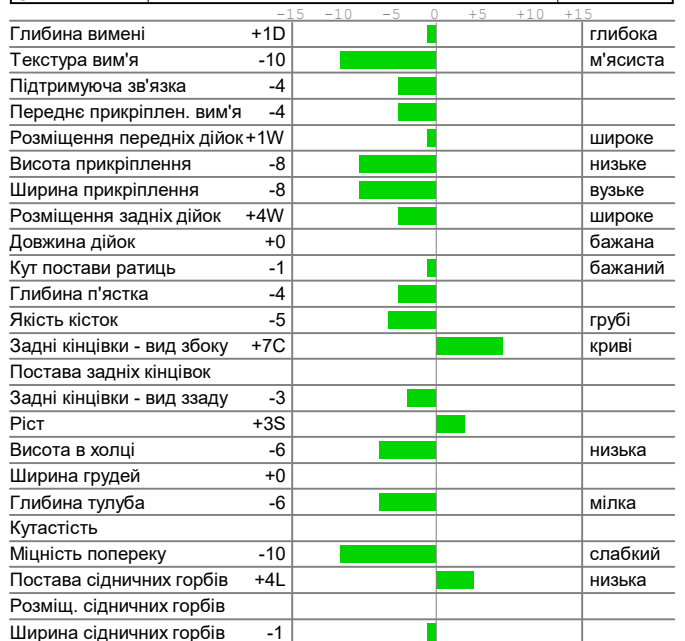 -15 -10 -5 0 +5 +10 +15
Глибина вимені +1D глибока
Текстура вим'я -10 м'ясиста
Підтримуюча зв'язка -4
Переднє прикріплен. вим'я -4
Розміщення передніх дійок +1W широке
Висота прикріплення -8 низьке
Ширина прикріплення -8 вузьке
Розміщення задніх дійок +4W широке
Довжина дійок +0 бажана
Кут постави ратиць -1 бажаний
Глибина п'ястка -4
Якість кісток -5 грубі
Задні кінцівки - вид збоку +7C криві
Постава задніх кінцівок
Задні кінцівки - вид ззаду -3
Ріст +3S
Висота в холці -6 низька
Ширина грудей +0
Глибина тулуба -6 мілка
Кутастість
Міцність попереку -10 слабкий
Постава сідничних горбів +4L низька
Розміщ. сідничних горбів
Ширина сідничних горбів -1